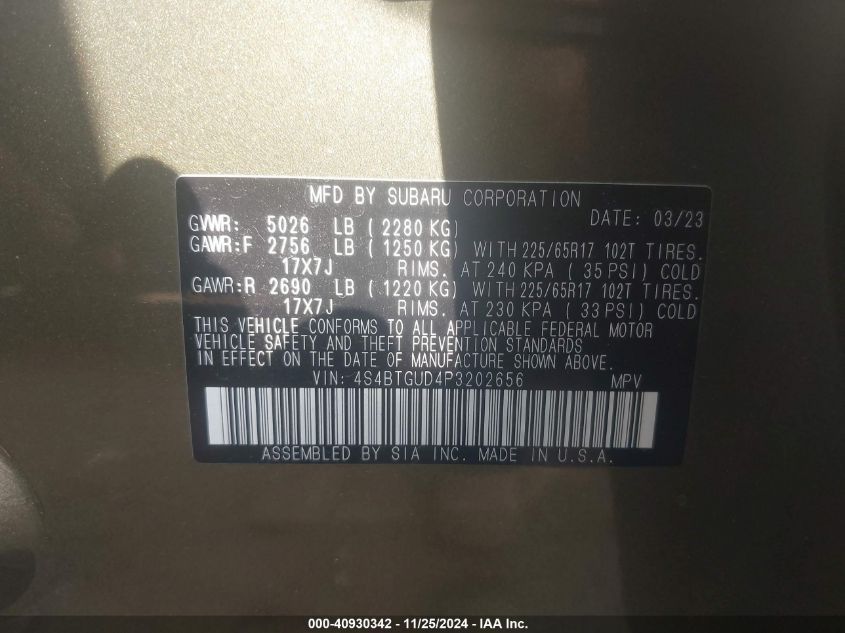 MFD BY SUBARU CORPORATION
DATE: 03/23
GVWR: 5026 LB (2280 KG)
GAWR:F 2756 LB (1250 KG) WITH 225/65R17 102T TIRES.
17X7J RIMS. AT 240 KPA (35 PSI) COLD
GAWR:R 2690 LB (1220 KG) WITH 225/65R17 102T TIRES.
17X7J RIMS. AT 230 KPA (33 PSI) COLD
THIS VEHICLE CONFORMS TO ALL APPLICABLE FEDERAL MOTOR
VEHICLE SAFETY AND THEFT PREVENTION STANDARDS
IN EFFECT ON THE DATE OF MANUFACTURE SHOWN ABOVE.
VIN: 4S4BTGUD4P3202656 MPV
ASSEMBLED BY SIA INC. MADE IN U.S.A.
000-40930342 - 11/25/2024 - IAA Inc.